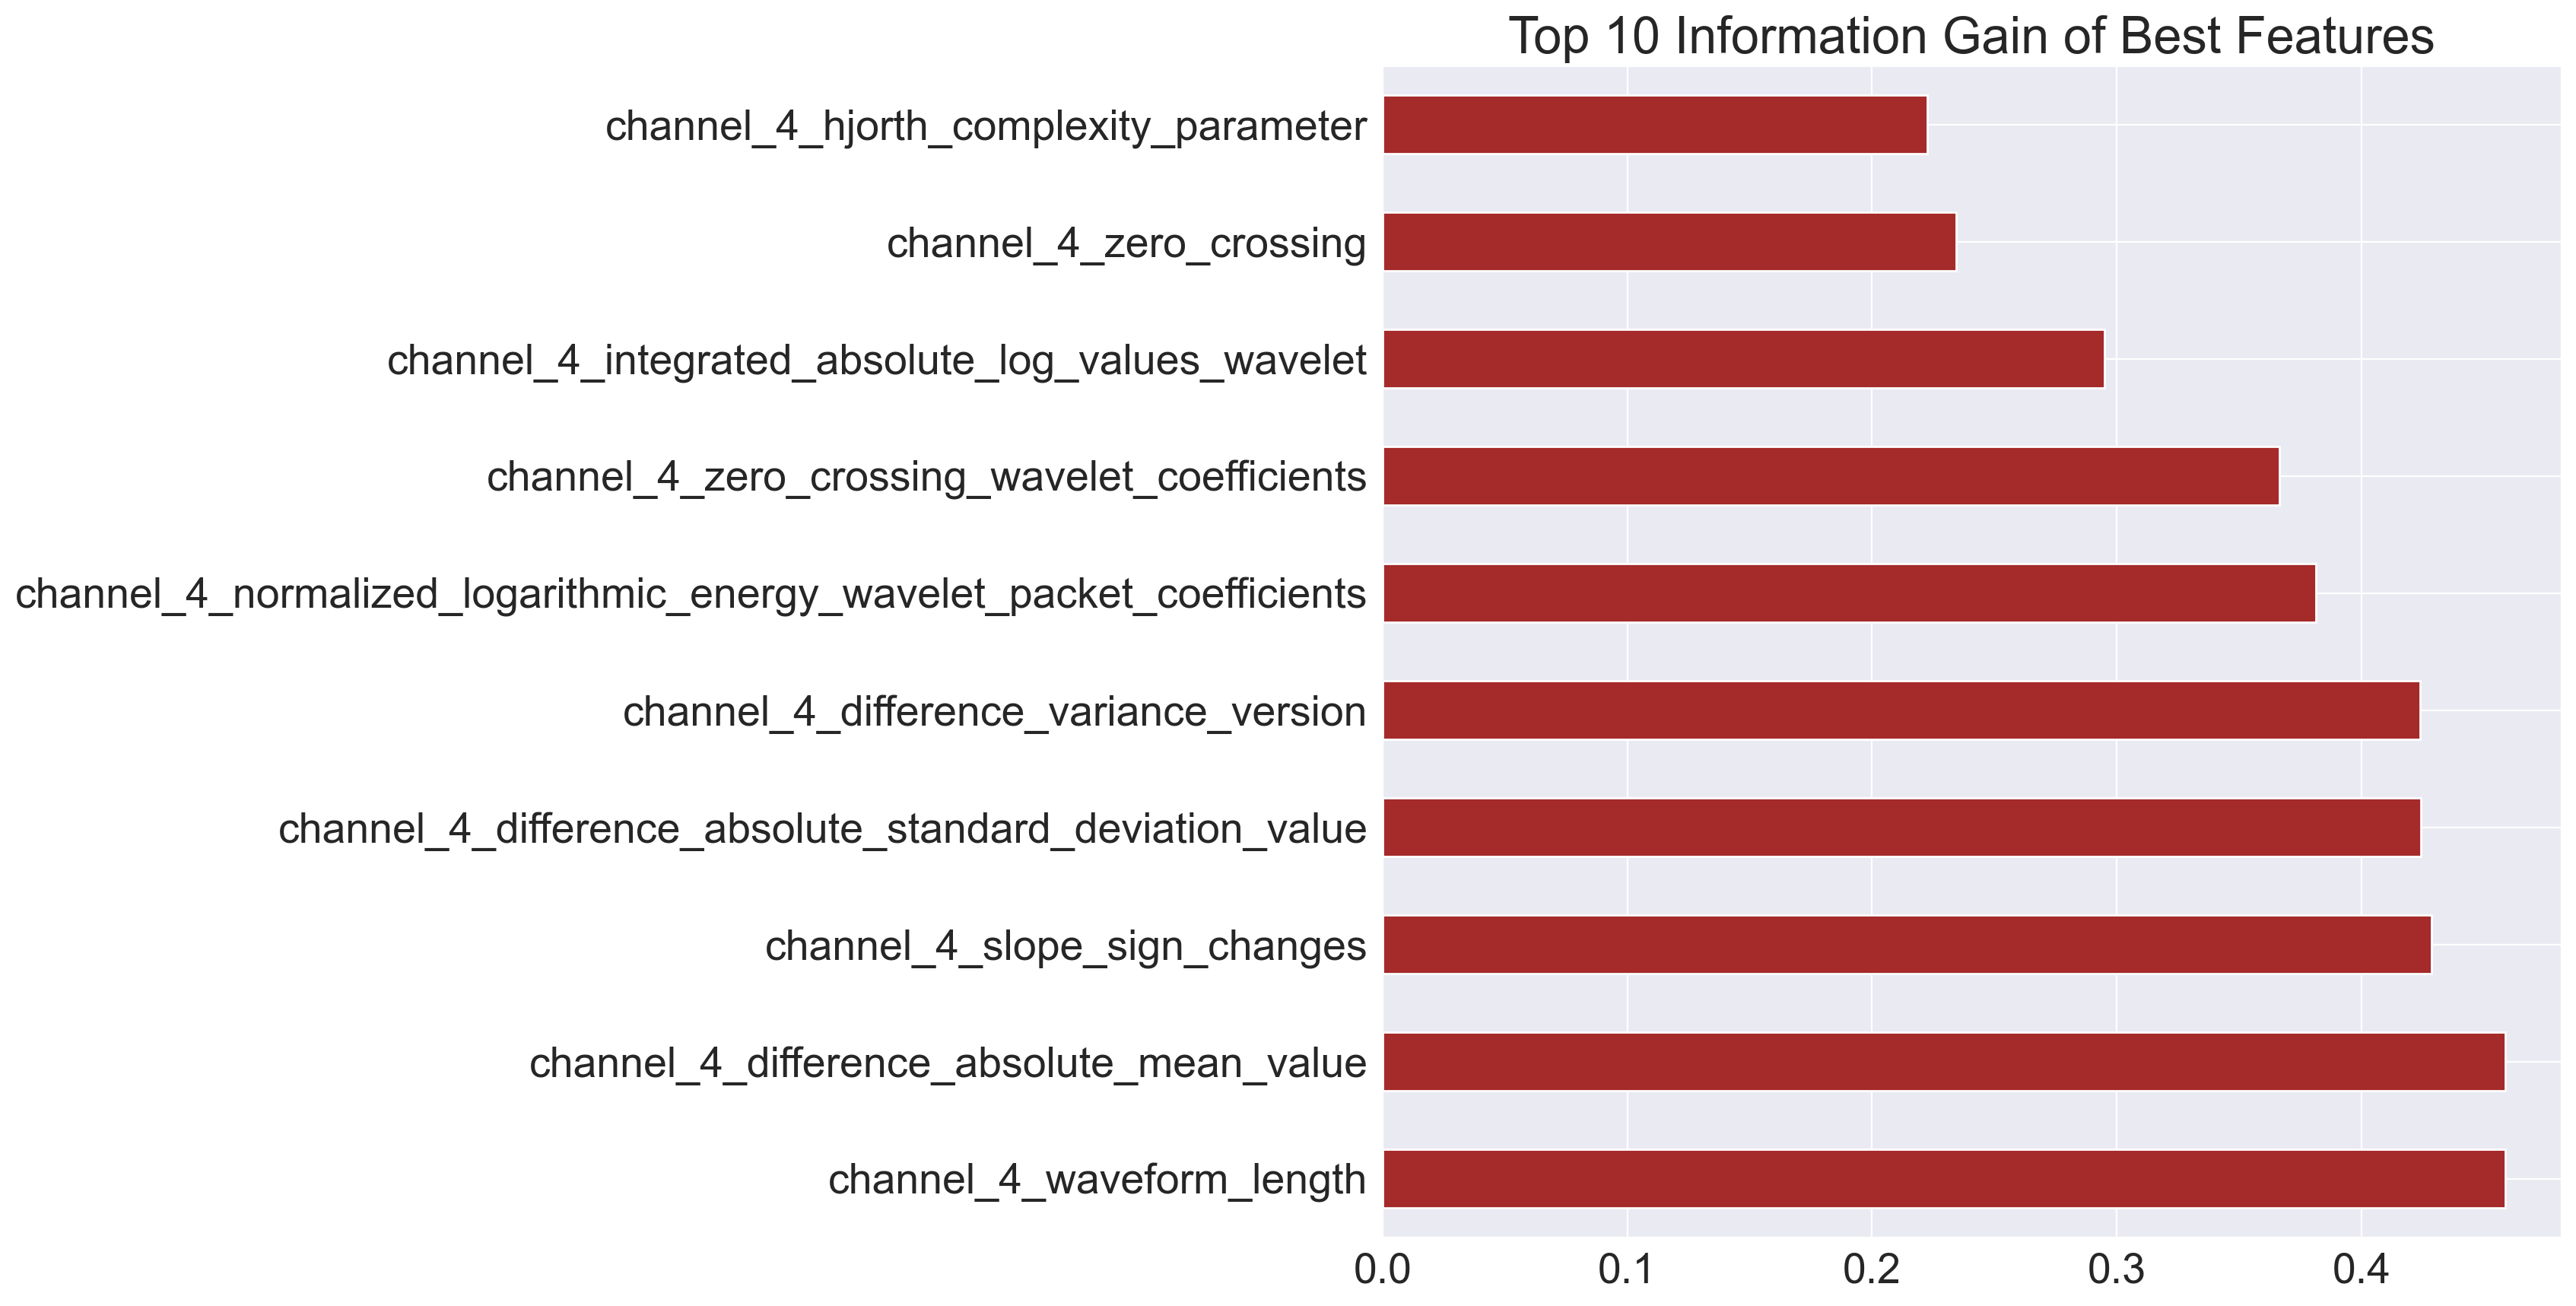 Top 10 Information Gain of Best Features
channel_4_hjorth_complexity_parameter
channel_4_zero_crossing
channel_4_integrated_absolute_log_values_wavelet
channel_4_zero_crossing_wavelet_coefficients
channel_4_normalized_logarithmic_energy_wavelet_packet_coefficients
channel_4_difference_variance_version
channel_4_difference_absolute_standard_deviation_value
channel_4_slope_sign_changes
channel_4_difference_absolute_mean_value
channel_4_waveform_length
0.0 0.1 0.2 0.3 0.4